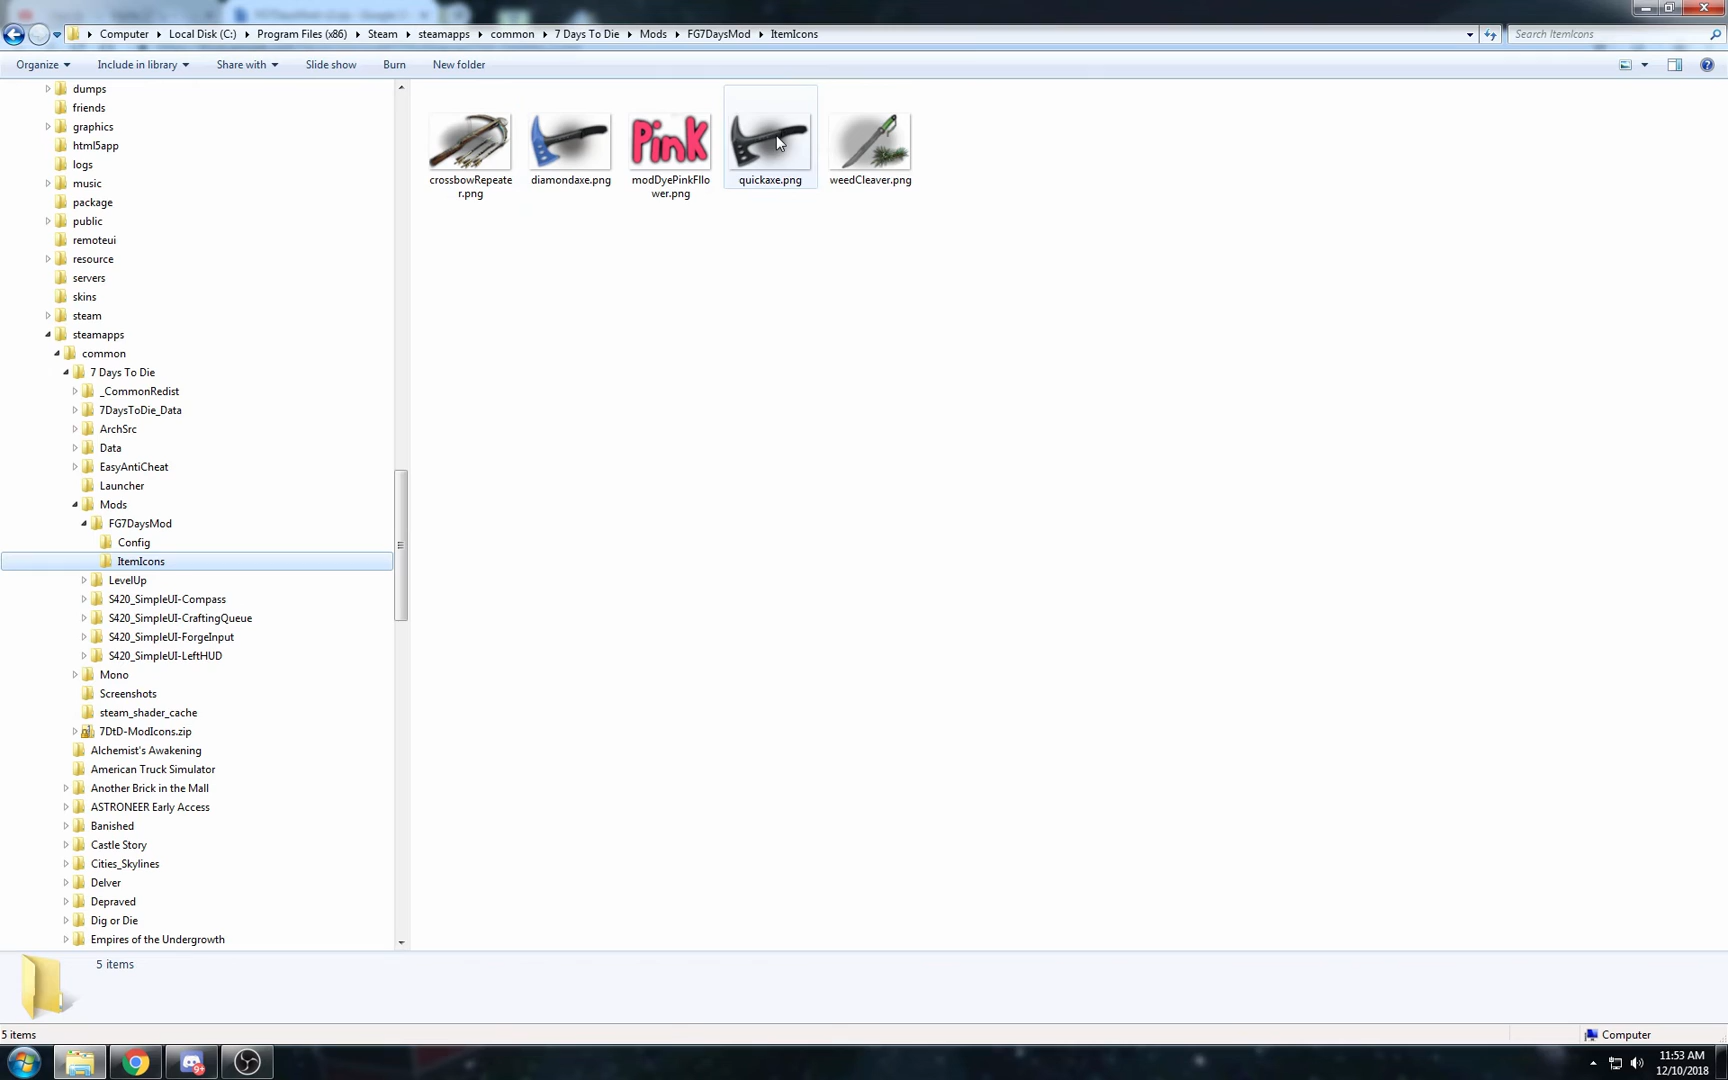 Computer Local Disk (C:) Program Files (x86) Steam steamapps common 7 Days To Die Mods FG7DaysMod ItemIcons
Search ItemIcons
Organize Include in library Share with Slide show Burn New folder
dumps
friends
graphics
html5app
logs
music
package
public
remoteui
resource
servers
skins
steam
steamapps
common
7 Days To Die
_CommonRedist
7DaysToDie_Data
ArchSrc
Data
EasyAntiCheat
Launcher
Mods
FG7DaysMod
Config
ItemIcons
LevelUp
S420_SimpleUI-Compass
S420_SimpleUI-CraftingQueue
S420_SimpleUI-ForgeInput
S420_SimpleUI-LeftHUD
Mono
Screenshots
steam_shader_cache
7DtD-ModIcons.zip
Alchemist's Awakening
American Truck Simulator
Another Brick in the Mall
ASTRONEER Early Access
Banished
Castle Story
Cities_Skylines
Delver
Depraved
Dig or Die
Empires of the Undergrowth
Pink
crossbowRepeate
r.png
diamondaxe.png
modDyePinkFllo
wer.png
quickaxe.png
weedCleaver.png
5 items
5 items
Computer
9+
11:53 AM
12/10/2018